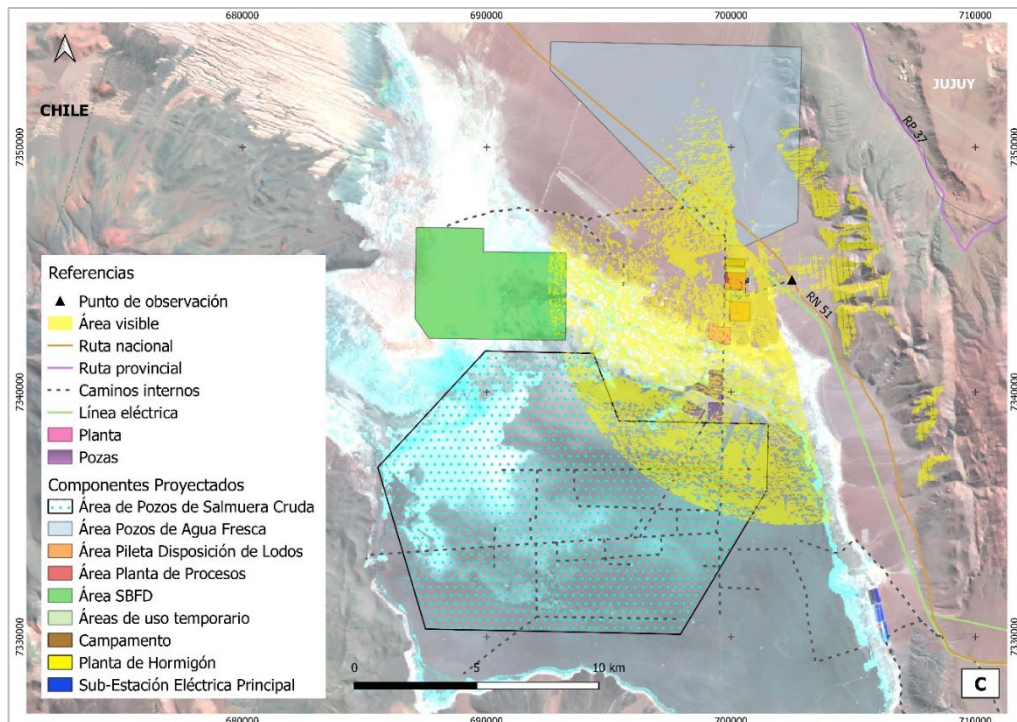 680000
690000
700000
710000
CHILE
JUJUY
RP 37
7350000
7350000
RN 51
7340000
7340000
7330000
7330000
Referencias
Punto de observación
Área visible
Ruta nacional
Ruta provincial
Caminos internos
Línea eléctrica
Planta
Pozas
Componentes Proyectados
Área de Pozos de Salmuera Cruda
Área Pozos de Agua Fresca
Área Pileta Disposición de Lodos
Área Planta de Procesos
Área SBFD
Áreas de uso temporario
Campamento
Planta de Hormigón
Sub-Estación Eléctrica Principal
0
5
10 km
C
680000
690000
700000
710000